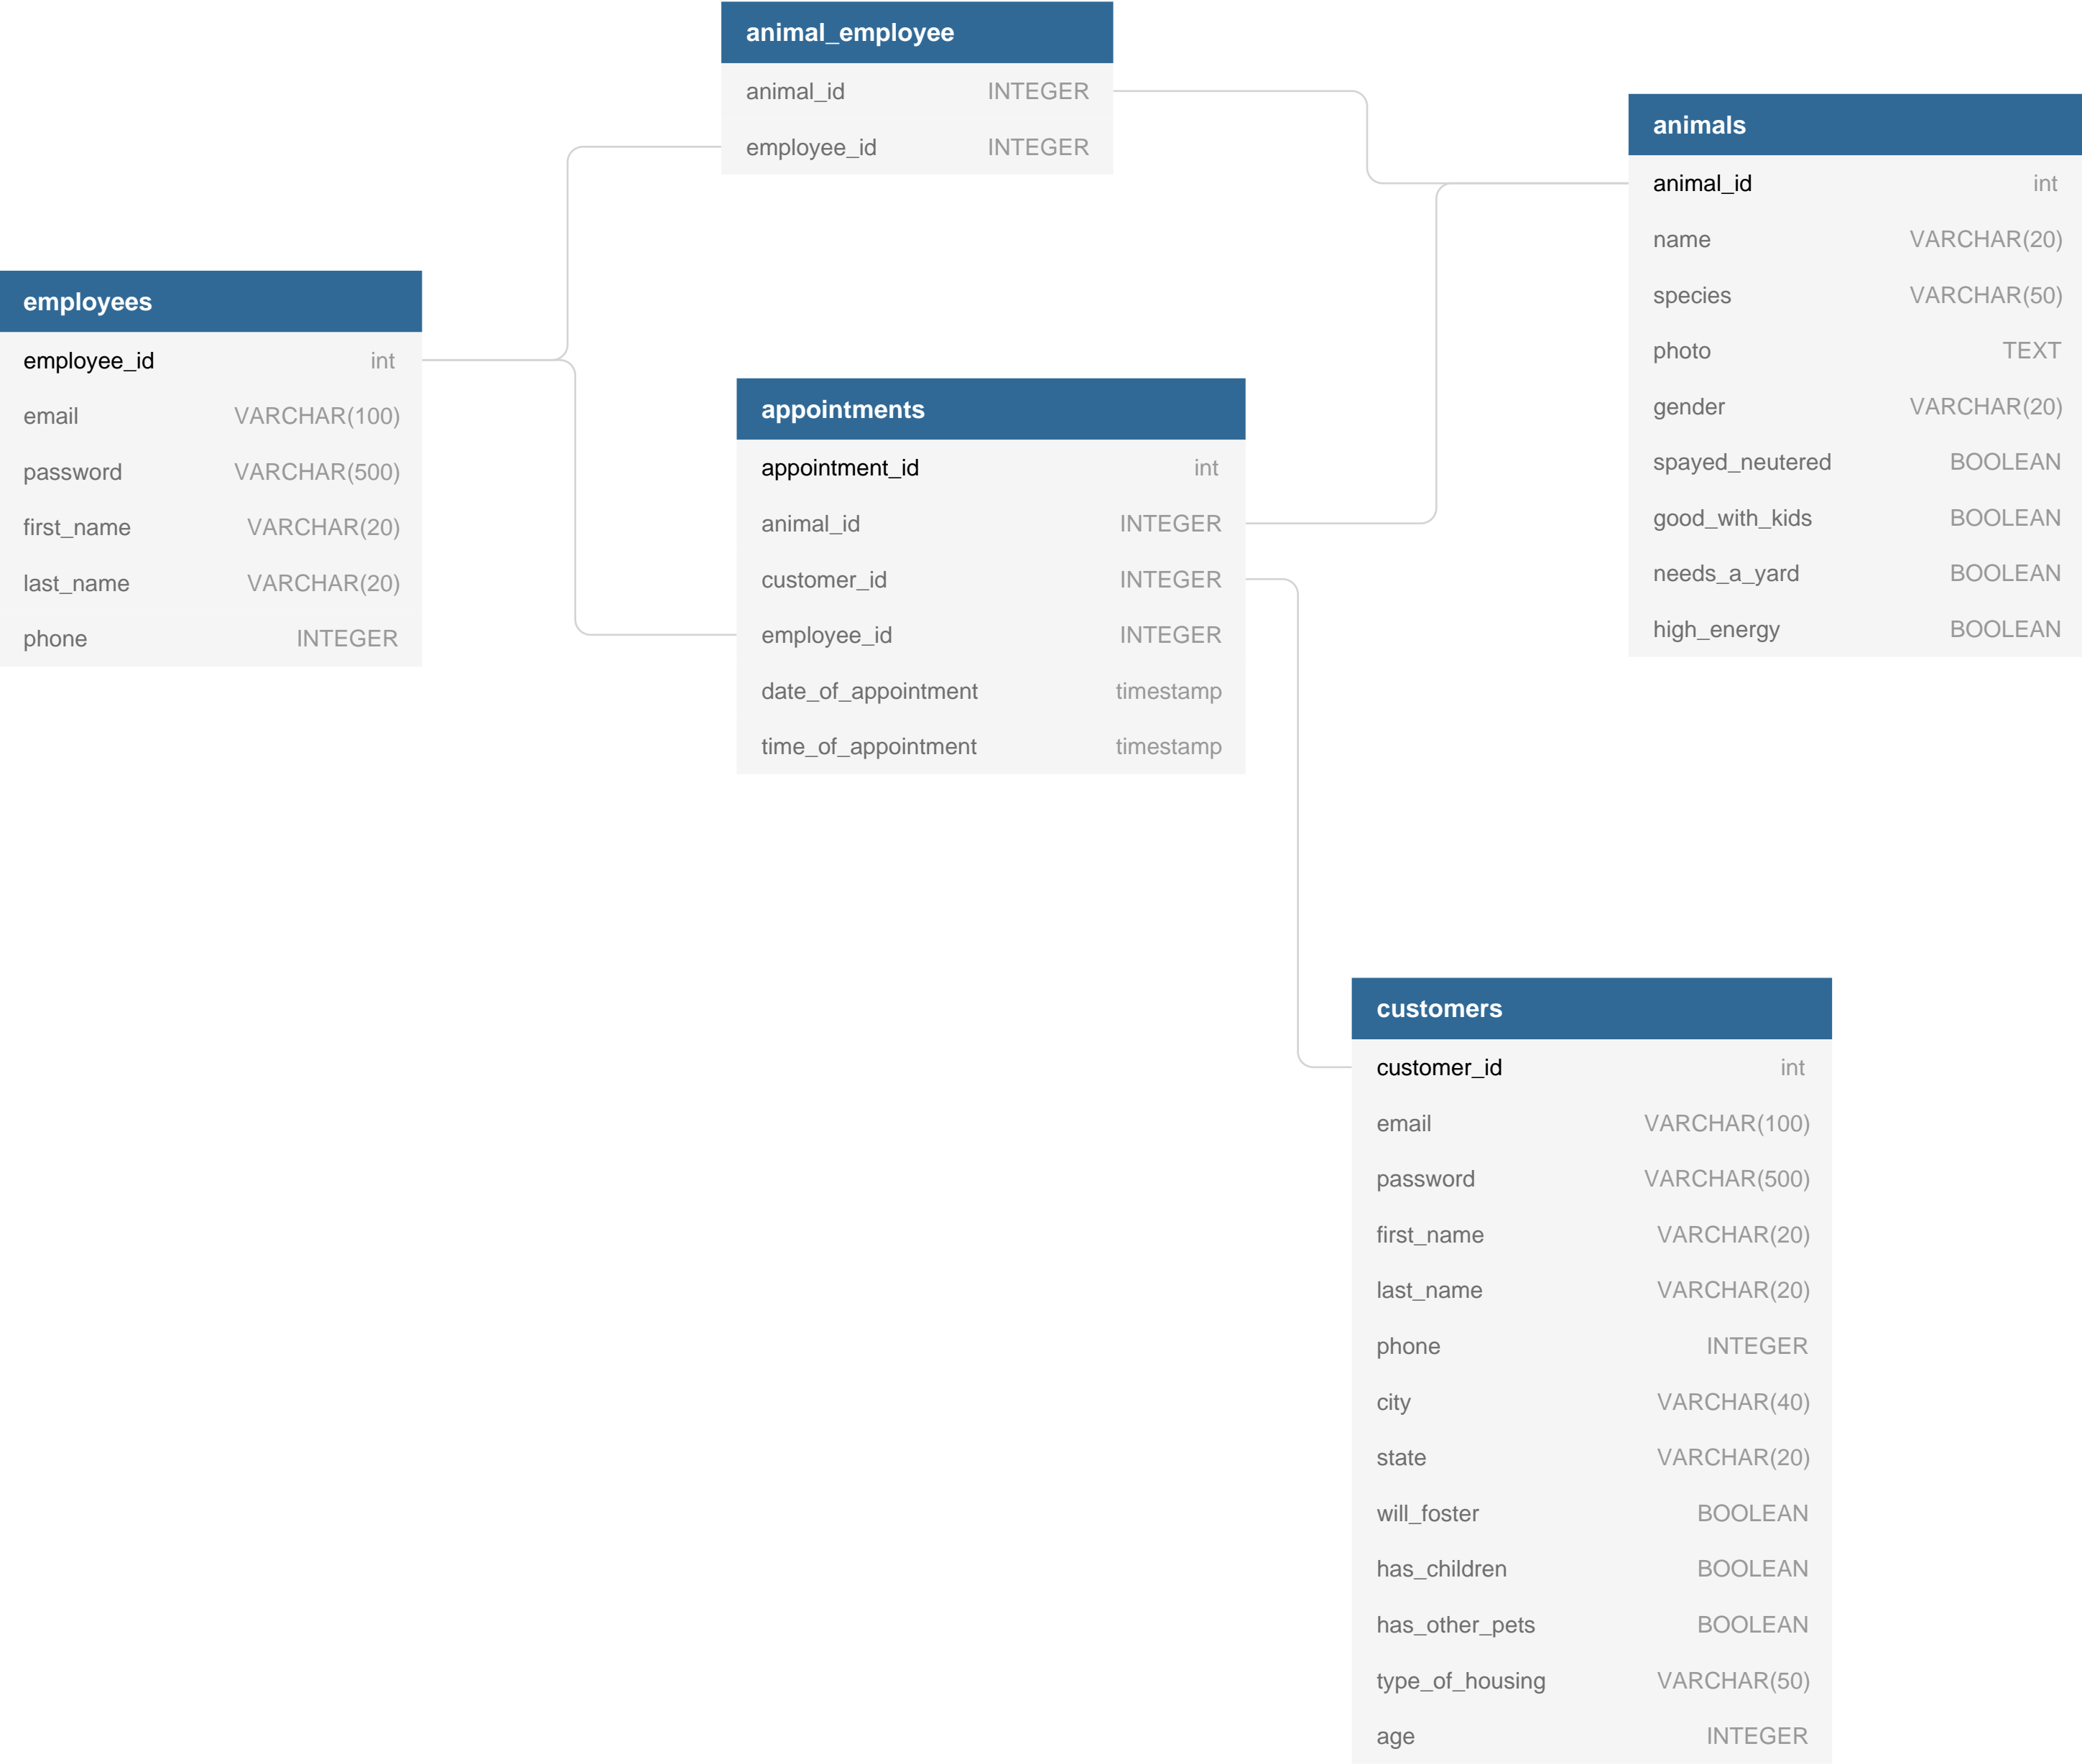 animal_employee
animal_id INTEGER
employee_id INTEGER
animals
animal_id int
name VARCHAR(20)
species VARCHAR(50)
photo TEXT
gender VARCHAR(20)
spayed_neutered BOOLEAN
good_with_kids BOOLEAN
needs_a_yard BOOLEAN
high_energy BOOLEAN
employees
employee_id int
email VARCHAR(100)
password VARCHAR(500)
first_name VARCHAR(20)
last_name VARCHAR(20)
phone INTEGER
appointments
appointment_id int
animal_id INTEGER
customer_id INTEGER
employee_id INTEGER
date_of_appointment timestamp
time_of_appointment timestamp
customers
customer_id int
email VARCHAR(100)
password VARCHAR(500)
first_name VARCHAR(20)
last_name VARCHAR(20)
phone INTEGER
city VARCHAR(40)
state VARCHAR(20)
will_foster BOOLEAN
has_children BOOLEAN
has_other_pets BOOLEAN
type_of_housing VARCHAR(50)
age INTEGER